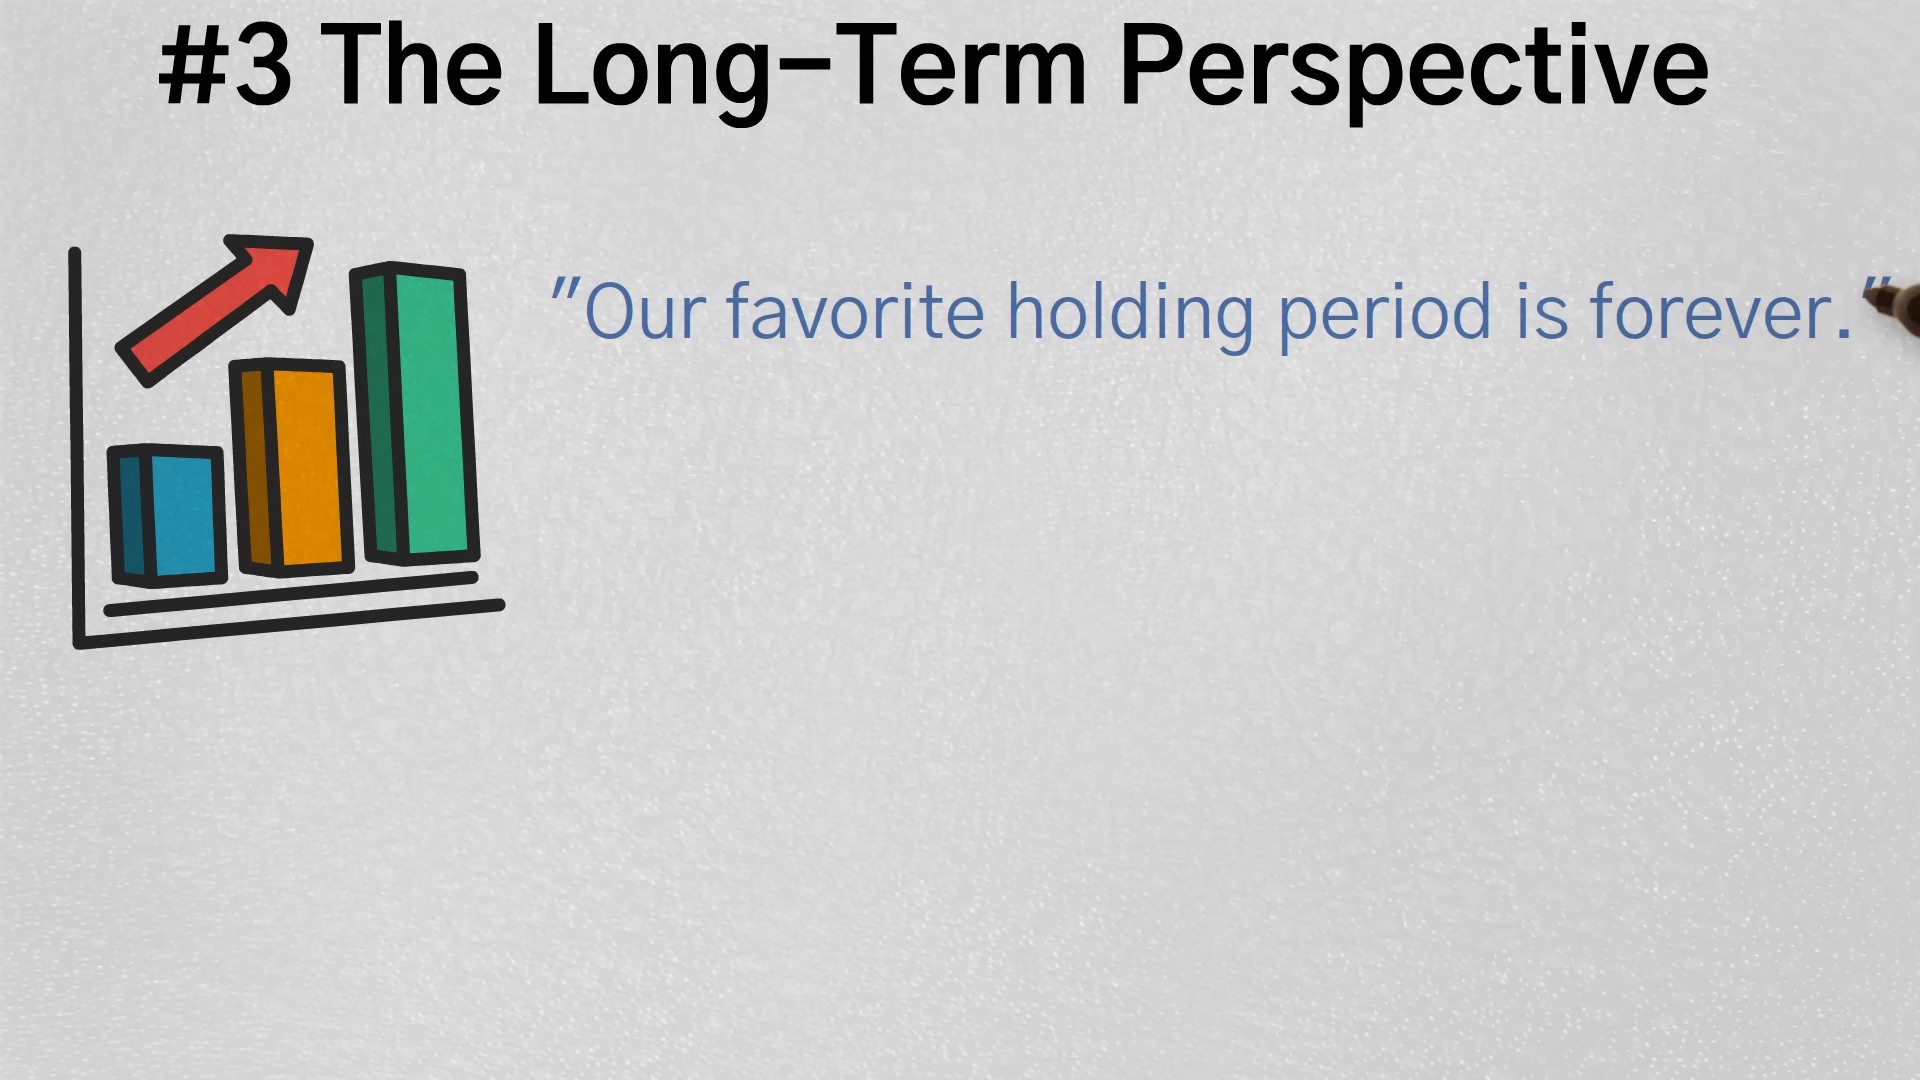 #3 The Long-Term Perspective
"Our favorite holding period is forever."